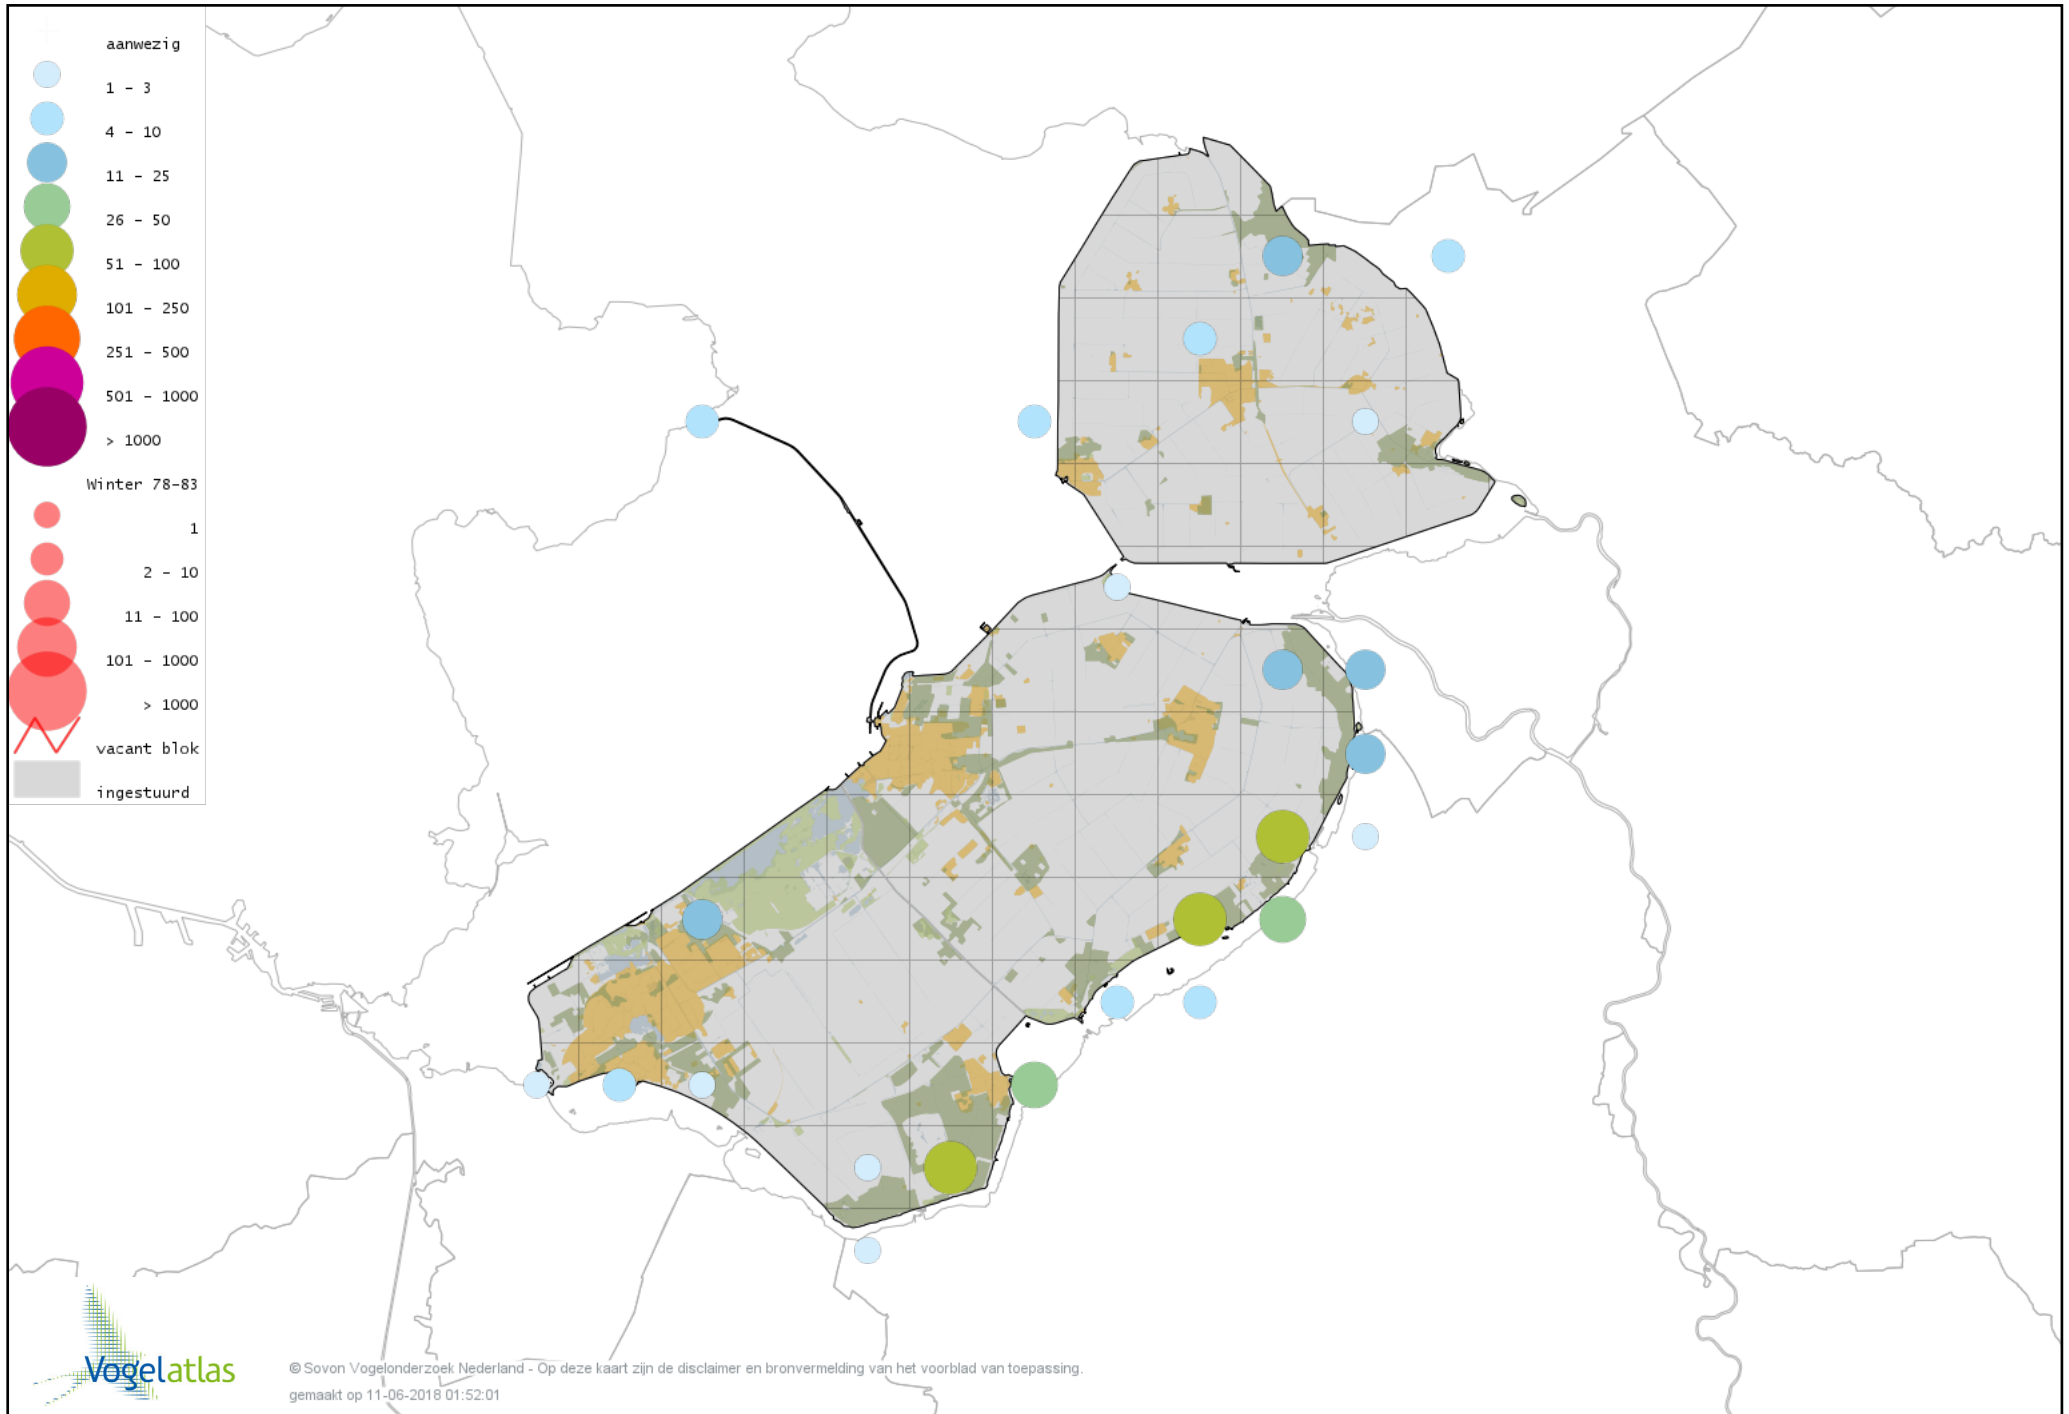 aanwezig
1 - 3
4 - 10
11 - 25
26 - 50
51 - 100
101 - 250
251 - 500
501 - 1000
> 1000
Winter 78-83
1
2 - 10
11 - 100
101 - 1000
> 1000
vacant blok
ingestuurd
Vogelatlas
© Sovon Vogelonderzoek Nederland - Op deze kaart zijn de disclaimer en bronvermelding van het voorblad van toepassing.
gemaakt op 11-06-2018 01:52:01